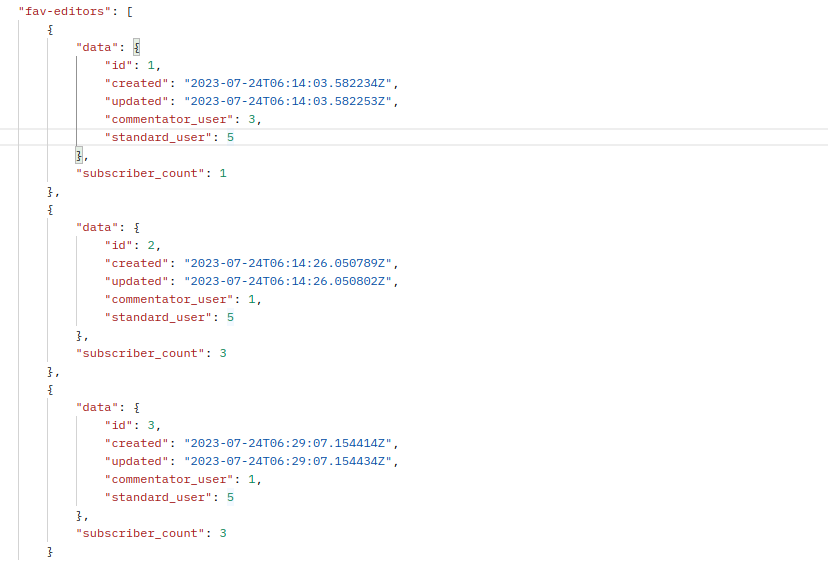 "fav-editors": [
{
"data": {
"id": 1,
"created": "2023-07-24T06:14:03.582234Z",
"updated": "2023-07-24T06:14:03.582253Z",
"commentator_user": 3,
"standard_user": 5
},
"subscriber_count": 1
},
{
"data": {
"id": 2,
"created": "2023-07-24T06:14:26.050789Z",
"updated": "2023-07-24T06:14:26.050802Z",
"commentator_user": 1,
"standard_user": 5
},
"subscriber_count": 3
},
{
"data": {
"id": 3,
"created": "2023-07-24T06:29:07.154414Z",
"updated": "2023-07-24T06:29:07.154434Z",
"commentator_user": 1,
"standard_user": 5
},
"subscriber_count": 3
}